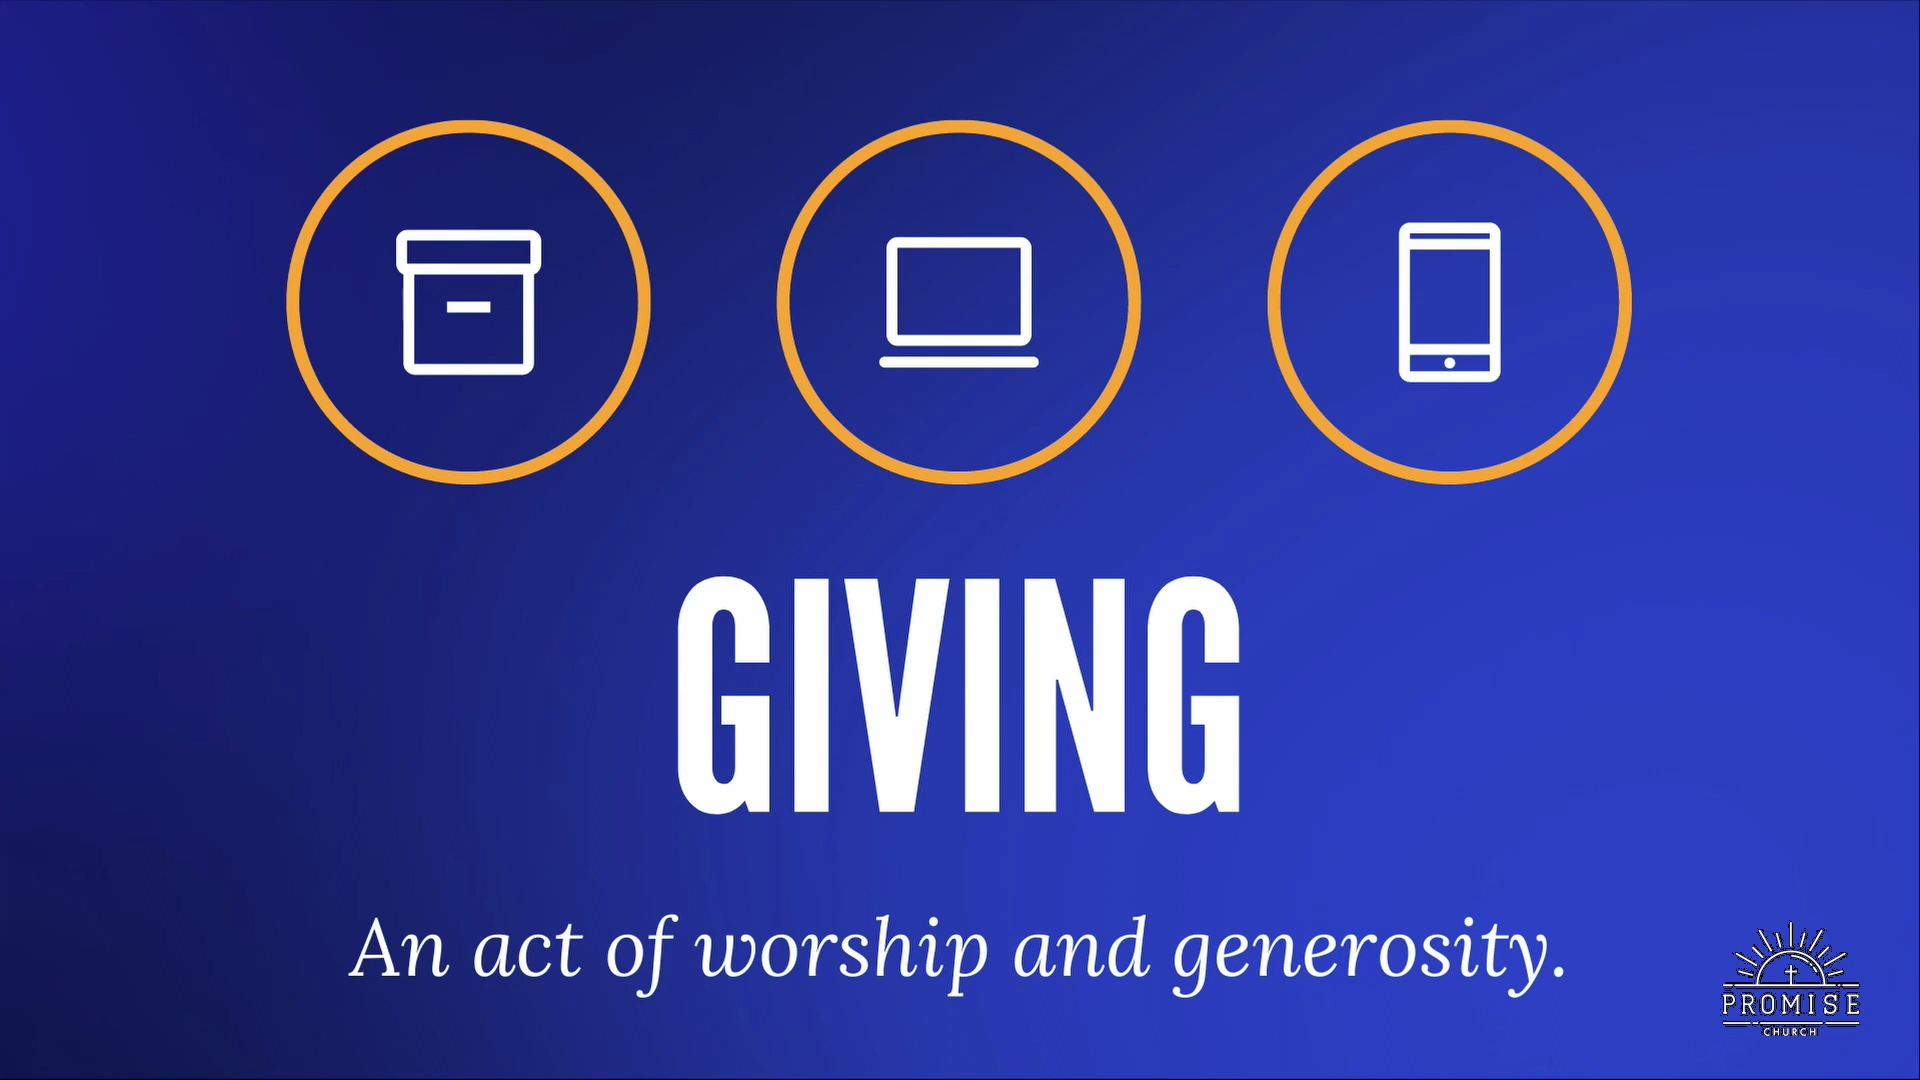 GIVING
An act of worship and generosity.
PROMISE
CHURCH